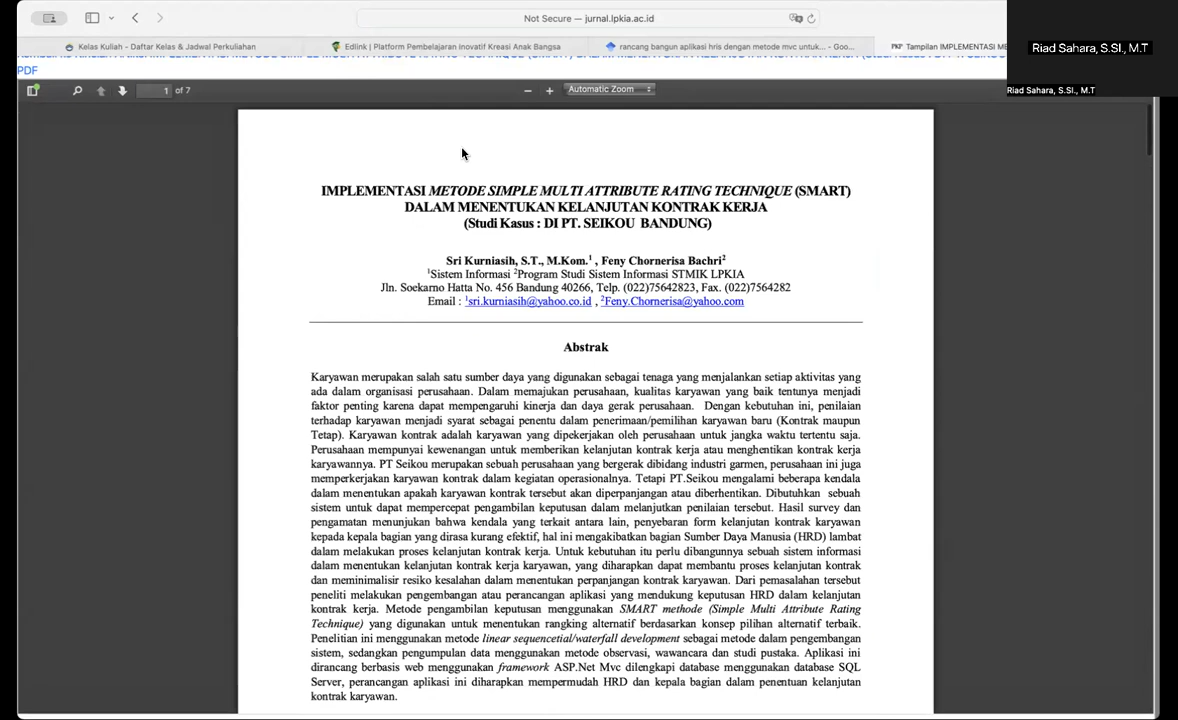 Not Secure — jurnal.lpkia.ac.id
Kelas Kuliah - Daftar Kelas & Jadwal Perkuliahan
Edlink | Platform Pembelajaran inovatif Kreasi Anak Bangsa
rancang bangun aplikasi hris dengan metode mvc untuk... - Goo...
Tampilan IMPLEMENTASI ME
Riad Sahara, S.SI., M.T
PDF
1 of 7
Automatic Zoom
Riad Sahara, S.SI., M.T
IMPLEMENTASI METODE SIMPLE MULTI ATTRIBUTE RATING TECHNIQUE (SMART)
DALAM MENENTUKAN KELANJUTAN KONTRAK KERJA
(Studi Kasus : DI PT. SEIKOU BANDUNG)
Sri Kurniasih, S.T., M.Kom.1 , Feny Chornerisa Bachri2
1Sistem Informasi 2Program Studi Sistem Informasi STMIK LPKIA
Jln. Soekarno Hatta No. 456 Bandung 40266, Telp. (022)75642823, Fax. (022)7564282
Email : 1sri.kurniasih@yahoo.co.id , 2Feny.Chornerisa@yahoo.com
Abstrak
Karyawan merupakan salah satu sumber daya yang digunakan sebagai tenaga yang menjalankan setiap aktivitas yang
ada dalam organisasi perusahaan. Dalam memajukan perusahaan, kualitas karyawan yang baik tentunya menjadi
faktor penting karena dapat mempengaruhi kinerja dan daya gerak perusahaan. Dengan kebutuhan ini, penilaian
terhadap karyawan menjadi syarat sebagai penentu dalam penerimaan/pemilihan karyawan baru (Kontrak maupun
Tetap). Karyawan kontrak adalah karyawan yang dipekerjakan oleh perusahaan untuk jangka waktu tertentu saja.
Perusahaan mempunyai kewenangan untuk memberikan kelanjutan kontrak kerja atau menghentikan kontrak kerja
karyawannya. PT Seikou merupakan sebuah perusahaan yang bergerak dibidang industri garmen, perusahaan ini juga
memperkerjakan karyawan kontrak dalam kegiatan operasionalnya. Tetapi PT.Seikou mengalami beberapa kendala
dalam menentukan apakah karyawan kontrak tersebut akan diperpanjangan atau diberhentikan. Dibutuhkan sebuah
sistem untuk dapat mempercepat pengambilan keputusan dalam melanjutkan penilaian tersebut. Hasil survey dan
pengamatan menunjukan bahwa kendala yang terkait antara lain, penyebaran form kelanjutan kontrak karyawan
kepada kepala bagian yang dirasa kurang efektif, hal ini mengakibatkan bagian Sumber Daya Manusia (HRD) lambat
dalam melakukan proses kelanjutan kontrak kerja. Untuk kebutuhan itu perlu dibangunnya sebuah sistem informasi
dalam menentukan kelanjutan kontrak kerja karyawan, yang diharapkan dapat membantu proses kelanjutan kontrak
dan meminimalisir resiko kesalahan dalam menentukan perpanjangan kontrak karyawan. Dari pemasalahan tersebut
peneliti melakukan pengembangan atau perancangan aplikasi yang mendukung keputusan HRD dalam kelanjutan
kontrak kerja. Metode pengambilan keputusan menggunakan SMART methode (Simple Multi Attribute Rating
Technique) yang digunakan untuk menentukan rangking alternatif berdasarkan konsep pilihan alternatif terbaik.
Penelitian ini menggunakan metode linear sequencetial/waterfall development sebagai metode dalam pengembangan
sistem, sedangkan pengumpulan data menggunakan metode observasi, wawancara dan studi pustaka. Aplikasi ini
dirancang berbasis web menggunakan framework ASP.Net Mvc dilengkapi database menggunakan database SQL
Server, perancangan aplikasi ini diharapkan mempermudah HRD dan kepala bagian dalam penentuan kelanjutan
kontrak karyawan.